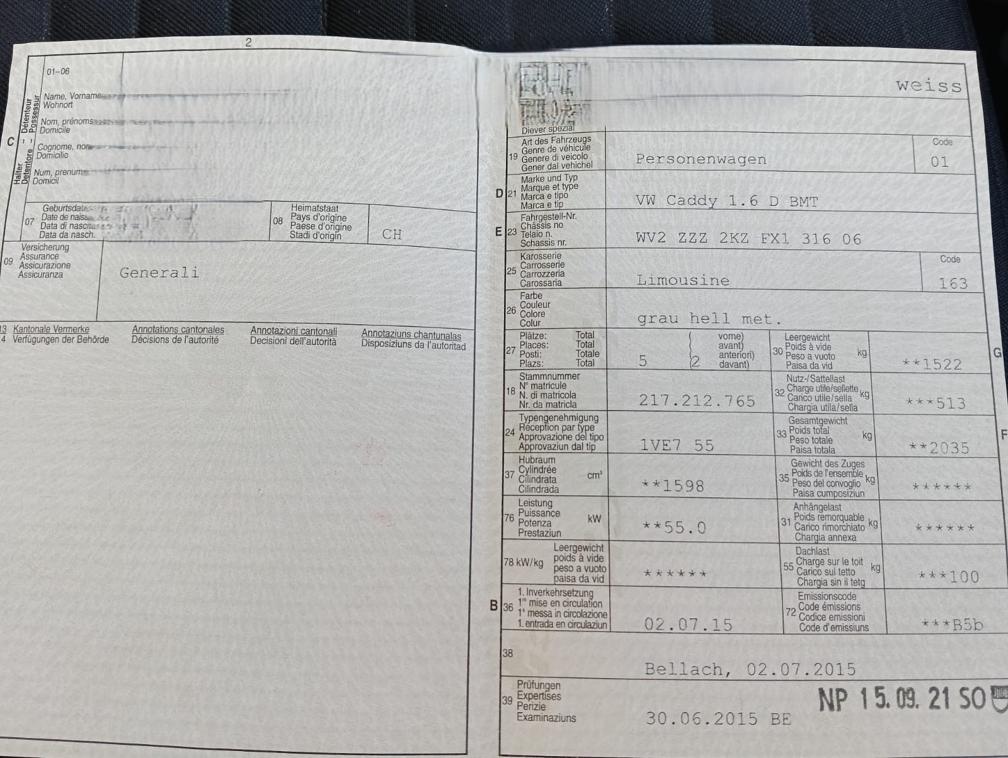 2
01-06
C
Halter Détenteur
Detentore Possessur
Name, Vorname
Wohnort
Nom, prénoms
Domicile
Cognome, nom
Domicilio
Num, prenums
Domicil
07
Geburtsdatum
Date de nais
Data di nasc
Data da nasch.
08
Heimatstaat
Pays d'origine
Paese d'origine
Stadi d'origin
CH
09
Versicherung
Assurance
Assicurazione
Assicuranza
Generali
13 Kantonale Vermerke
14 Verfügungen der Behörde
Annotations cantonales
Décisions de l'autorité
Annotazioni cantonali
Decisioni dell'autorità
Annotaziuns chantunalas
Disposiziuns da l'autoritad
weiss
Diever spezial
19
Art des Fahrzeugs
Genre de véhicule
Genere di veicolo
Gener dal vehichel
Personenwagen
Code
01
D 21
Marke und Typ
Marque et type
Marca e tipo
Marca e tip
VW Caddy 1.6 D BMT
E 23
Fahrgestell-Nr.
Châssis no
Telaio n.
Schassis nr.
WV2 ZZZ 2KZ FX1 316 06
25
Karosserie
Carrosserie
Carrozzeria
Carossaria
Limousine
Code
163
26
Farbe
Couleur
Colore
Colur
grau hell met.
27
Plätze: Total
Places: Total
Posti: Totale
Plazs: Total
5
2
vorne)
avant)
anteriori)
davant)
G
30
Leergewicht
Poids à vide
Peso a vuoto
Paisa da vid
kg
**1522
18
Stammnummer
N° matricule
N. di matricola
Nr. da matricla
217.212.765
32
Nutz-/Sattellast
Charge utile/sellette
Carico utile/sella
Chargia utila/sella
kg
***513
24
Typengenehmigung
Réception par type
Approvazione del tipo
Approvaziun dal tip
1VE7 55
F
33
Gesamtgewicht
Poids total
Peso totale
Paisa totala
kg
**2035
37
Hubraum
Cylindrée
Cilindrata
Cilindrada
cm³
**1598
35
Gewicht des Zuges
Poids de l'ensemble
Peso del convoglio
Paisa cumposiziun
kg
******
76
Leistung
Puissance
Potenza
Prestaziun
kW
**55.0
31
Anhängelast
Poids remorquable
Carico rimorchiato
Chargia annexa
kg
******
78 kW/kg
Leergewicht
poids à vide
peso a vuoto
paisa da vid
******
55
Dachlast
Charge sur le toit
Carico sul tetto
Chargia sin il tetg
kg
***100
B 36
1. Inverkehrsetzung
1re mise en circulation
1a messa in circolazione
1. entrada en circulaziun
02.07.15
72
Emissionscode
Code émissions
Codice emissioni
Code d'emissiuns
***B5b
38
Bellach, 02.07.2015
39
Prüfungen
Expertises
Perizie
Examinaziuns
30.06.2015 BE
NP 15.09.21 SO